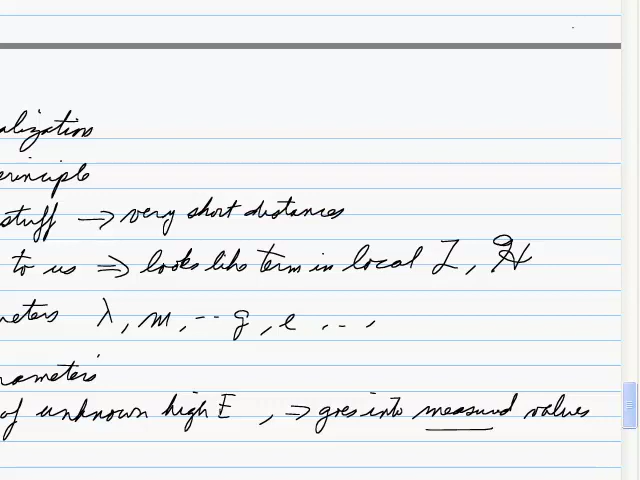 alization
principle
stuff → very short distances
to us ⇒ looks like term in local L, H
meters λ, m, -- g, e ...,
rameters
of unknown high E, ⇒ goes into measured values